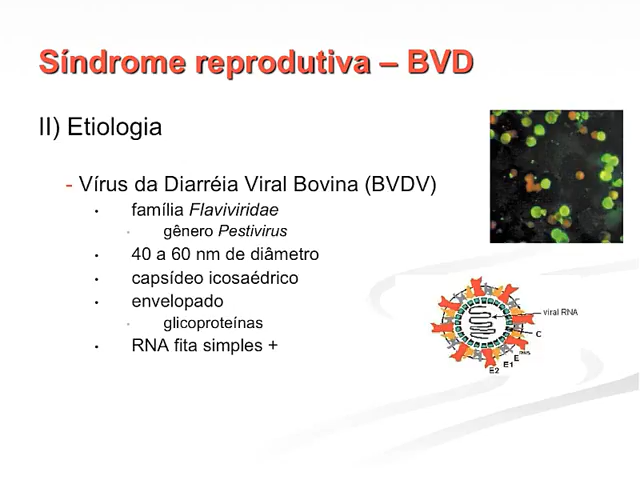 Síndrome reprodutiva – BVD
II) Etiologia
- Vírus da Diarréia Viral Bovina (BVDV)
• família Flaviviridae
• gênero Pestivirus
• 40 a 60 nm de diâmetro
• capsídeo icosaédrico
• envelopado
• glicoproteínas
• RNA fita simples +
viral RNA
C
E rns
E1
E2